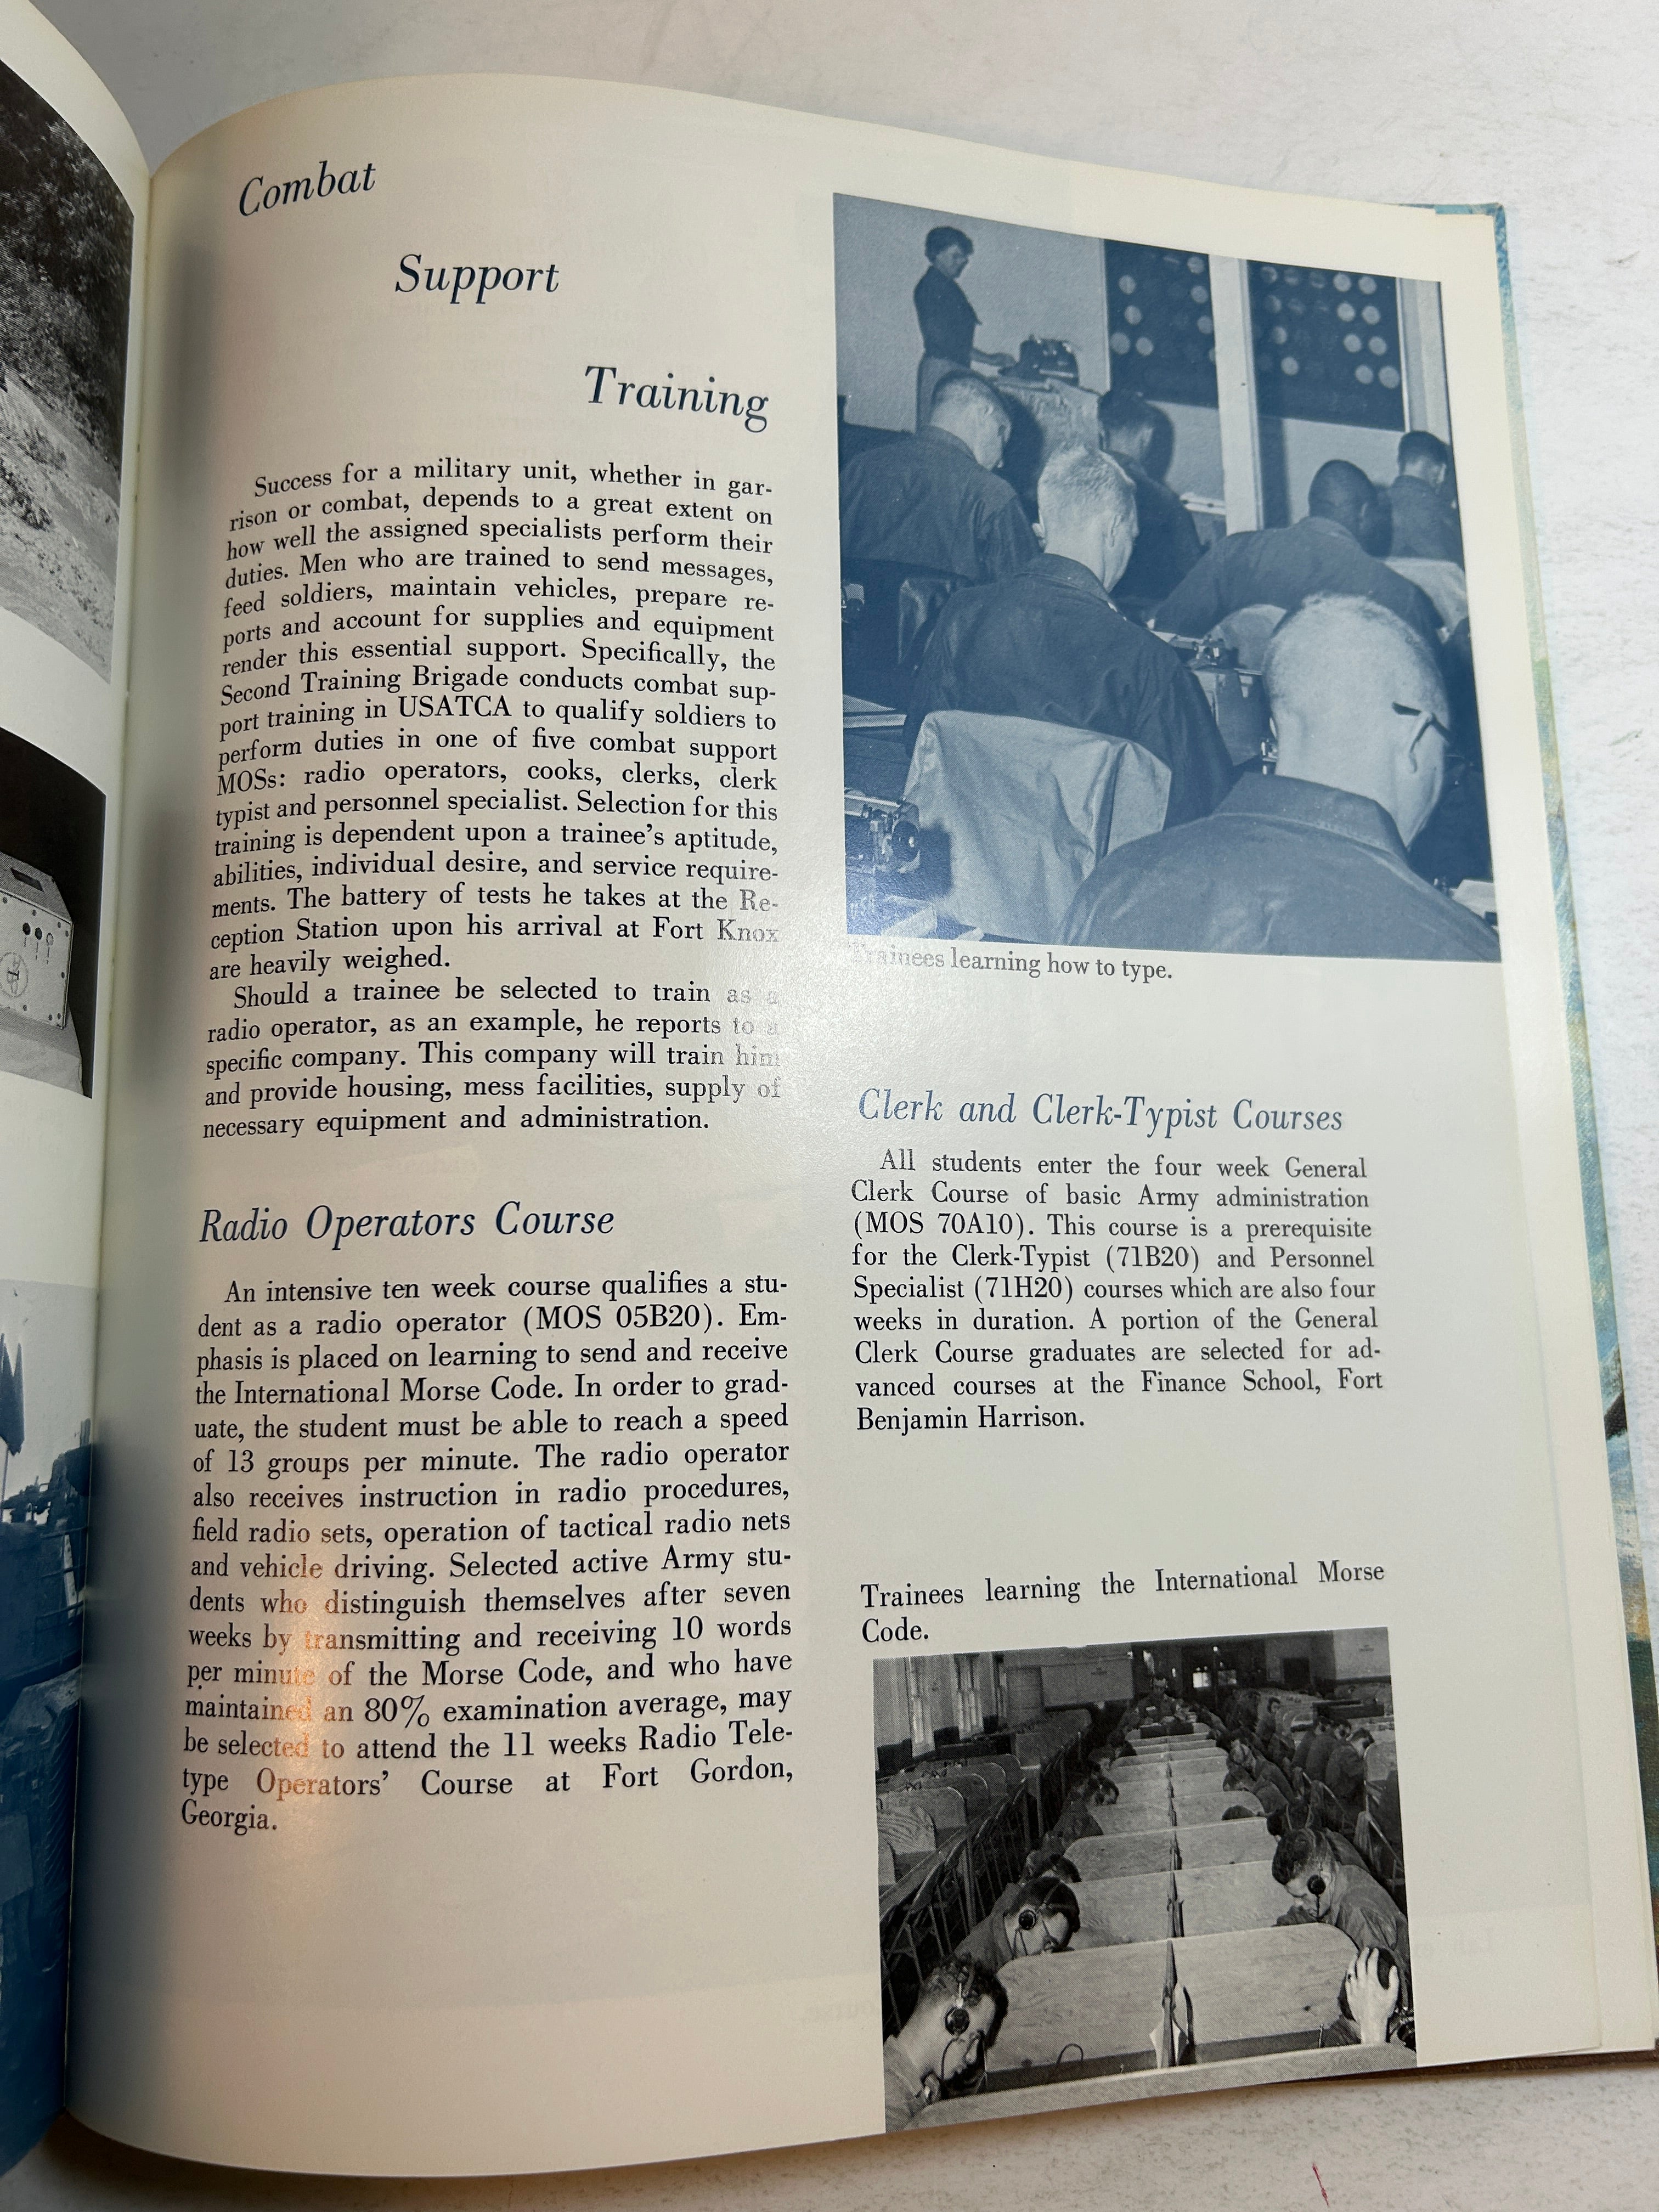 Combat
Support
Training
Success for a military unit, whether in gar-
rison or combat, depends to a great extent on
how well the assigned specialists perform their
duties. Men who are trained to send messages,
feed soldiers, maintain vehicles, prepare re-
ports and account for supplies and equipment
render this essential support. Specifically, the
Second Training Brigade conducts combat sup-
port training in USATCA to qualify soldiers to
perform duties in one of five combat support
MOSs: radio operators, cooks, clerks, clerk
typist and personnel specialist. Selection for this
training is dependent upon a trainee's aptitude,
abilities, individual desire, and service require-
ments. The battery of tests he takes at the Re-
ception Station upon his arrival at Fort Knox
are heavily weighed.
Should a trainee be selected to train as a
radio operator, as an example, he reports to a
specific company. This company will train him
and provide housing, mess facilities, supply of
necessary equipment and administration.
Radio Operators Course
An intensive ten week course qualifies a stu-
dent as a radio operator (MOS 05B20). Em-
phasis is placed on learning to send and receive
the International Morse Code. In order to grad-
uate, the student must be able to reach a speed
of 13 groups per minute. The radio operator
also receives instruction in radio procedures,
field radio sets, operation of tactical radio nets
and vehicle driving. Selected active Army stu-
dents who distinguish themselves after seven
weeks by transmitting and receiving 10 words
per minute of the Morse Code, and who have
maintained an 80% examination average, may
be selected to attend the 11 weeks Radio Tele-
type Operators' Course at Fort Gordon,
Georgia.
Trainees learning how to type.
Clerk and Clerk-Typist Courses
All students enter the four week General
Clerk Course of basic Army administration
(MOS 70A10). This course is a prerequisite
for the Clerk-Typist (71B20) and Personnel
Specialist (71H20) courses which are also four
weeks in duration. A portion of the General
Clerk Course graduates are selected for ad-
vanced courses at the Finance School, Fort
Benjamin Harrison.
Trainees learning the International Morse
Code.